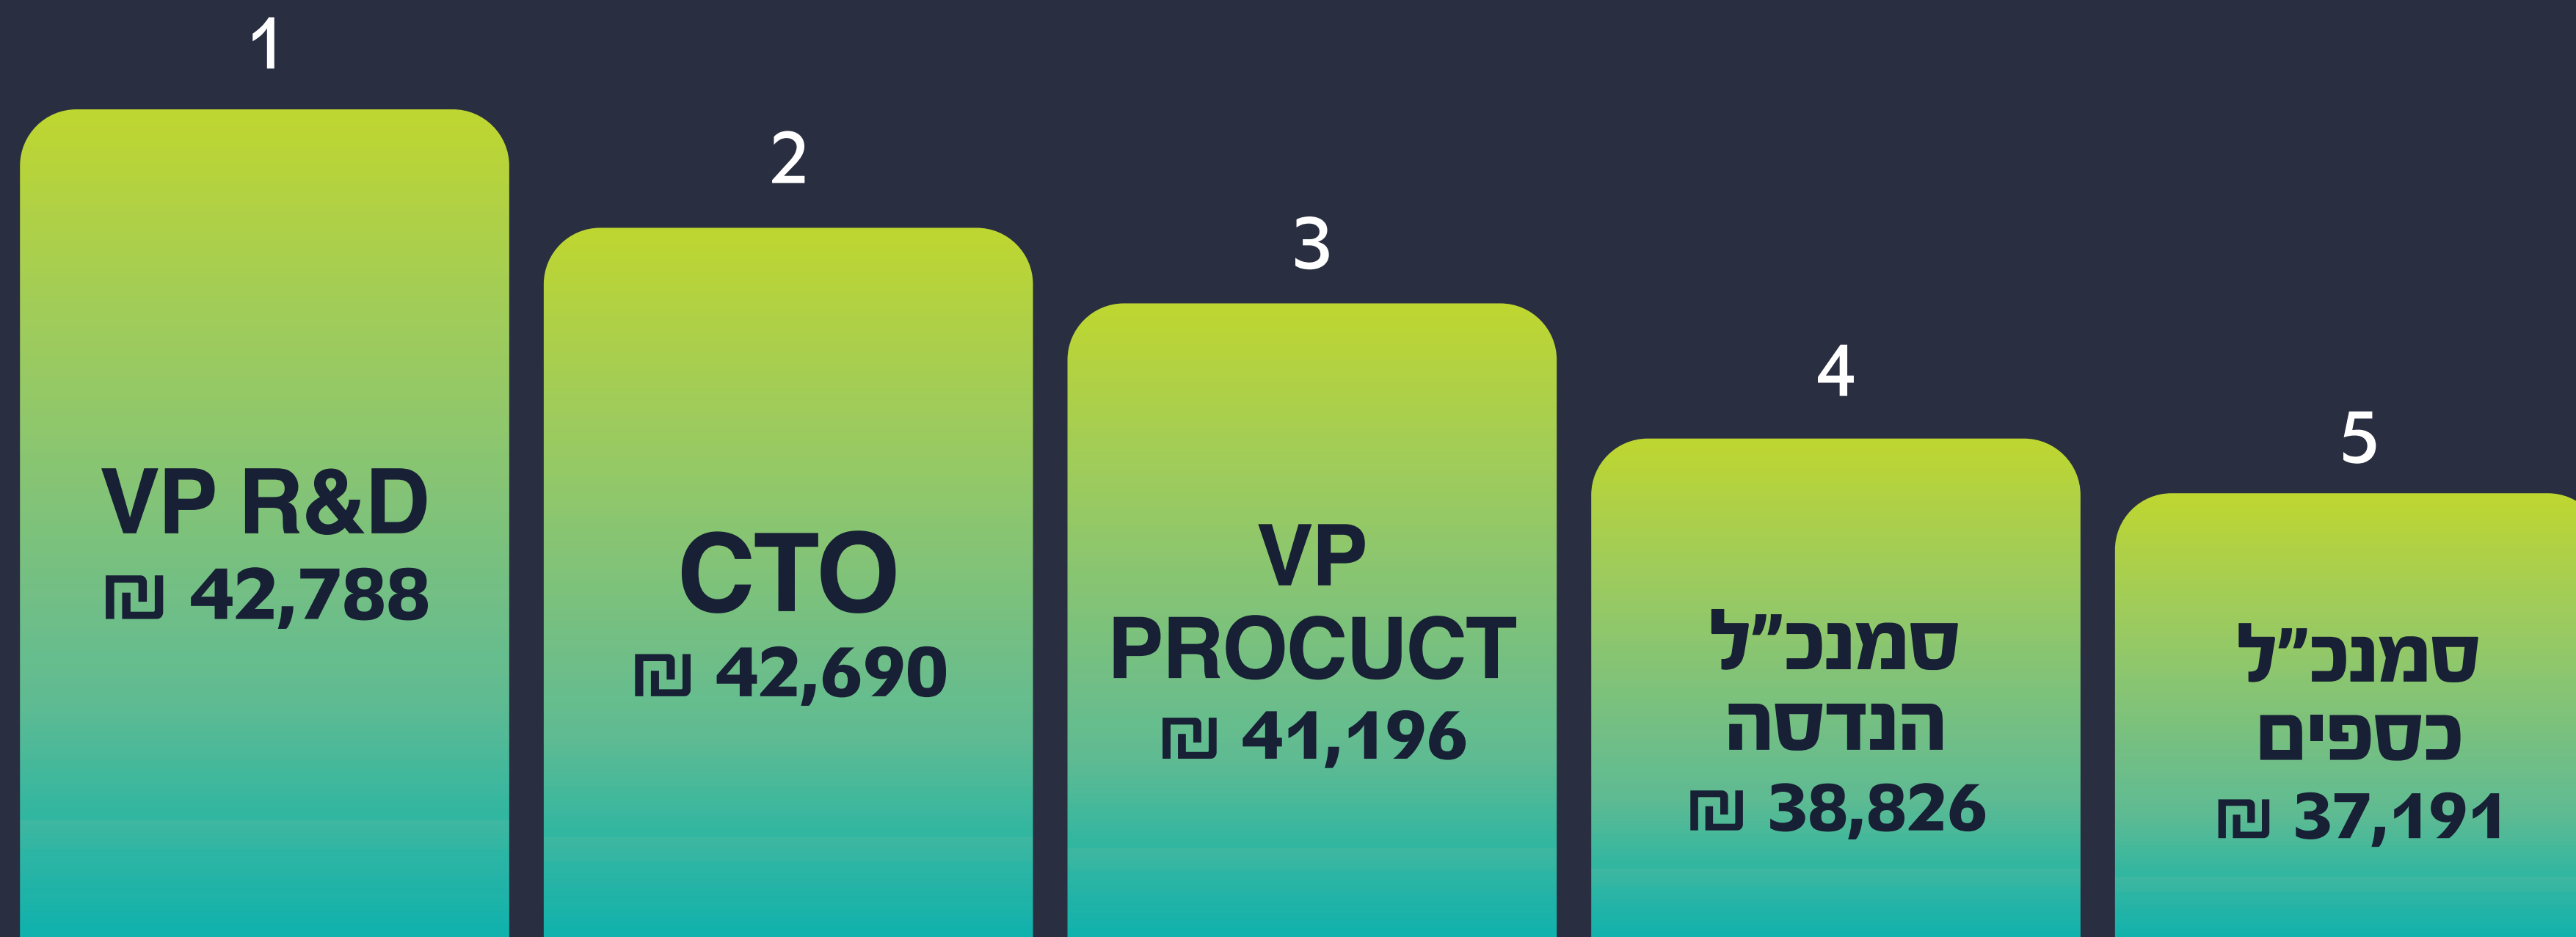 1
VP R&D
₪ 42,788
2
CTO
₪ 42,690
3
VP
PROCUCT
₪ 41,196
4
סמנכ״ל
הנדסה
₪ 38,826
5
סמנכ״ל
כספים
₪ 37,191